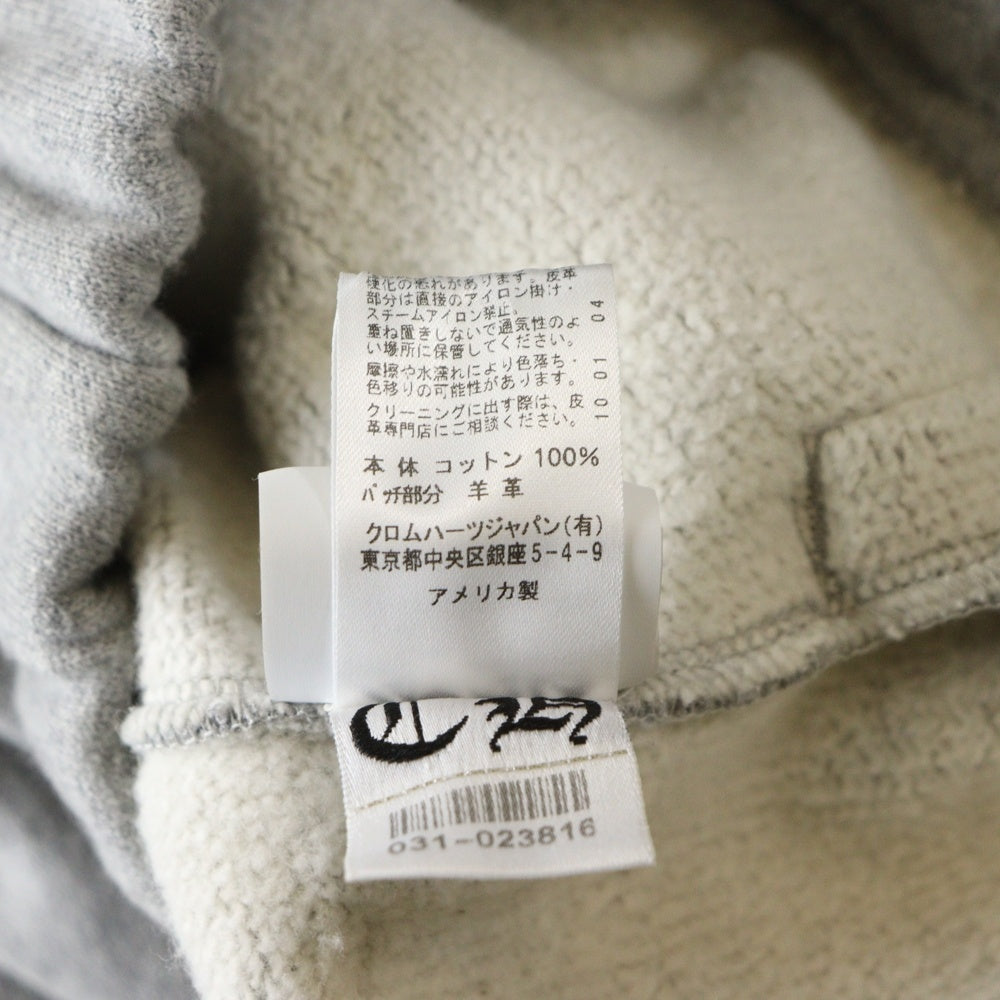 硬化の恐れがあります。皮革
部分は直接のアイロン掛け・
スチームアイロン禁止。
重ね置きしないで通気性のよ
い場所に保管してください。
摩擦や水濡れにより色落ち・
色移りの可能性があります。
クリーニングに出す際は、皮
革専門店にご相談ください。
10 01 04
本体 コットン 100%
パッチ部分 羊革
クロムハーツジャパン(有)
東京都中央区銀座5-4-9
アメリカ製
031-023816